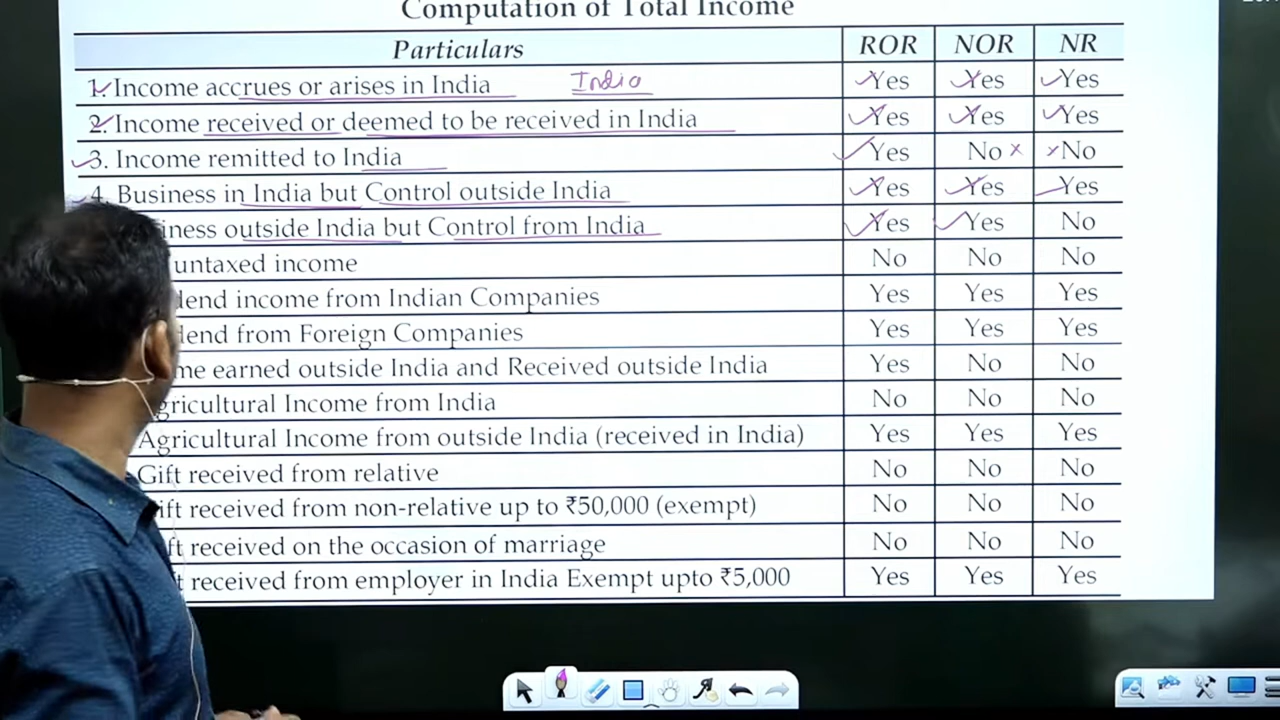 Computation of Total Income
Particulars ROR NOR NR
1. Income accrues or arises in India India Yes Yes Yes
2. Income received or deemed to be received in India Yes Yes Yes
3. Income remitted to India Yes No No
4. Business in India but Control outside India Yes Yes Yes
iness outside India but Control from India Yes Yes No
untaxed income No No No
dend income from Indian Companies Yes Yes Yes
dend from Foreign Companies Yes Yes Yes
me earned outside India and Received outside India Yes No No
gricultural Income from India No No No
Agricultural Income from outside India (received in India) Yes Yes Yes
Gift received from relative No No No
ift received from non-relative up to ₹50,000 (exempt) No No No
ft received on the occasion of marriage No No No
t received from employer in India Exempt upto ₹5,000 Yes Yes Yes